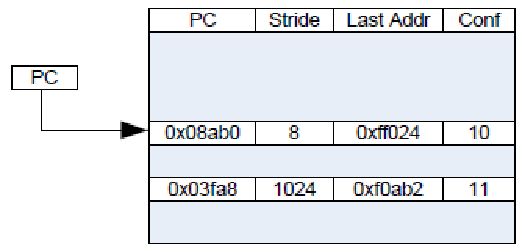 PC Stride Last Addr Conf
PC
0x08ab0 8 0xff024 10
0x03fa8 1024 0xf0ab2 11